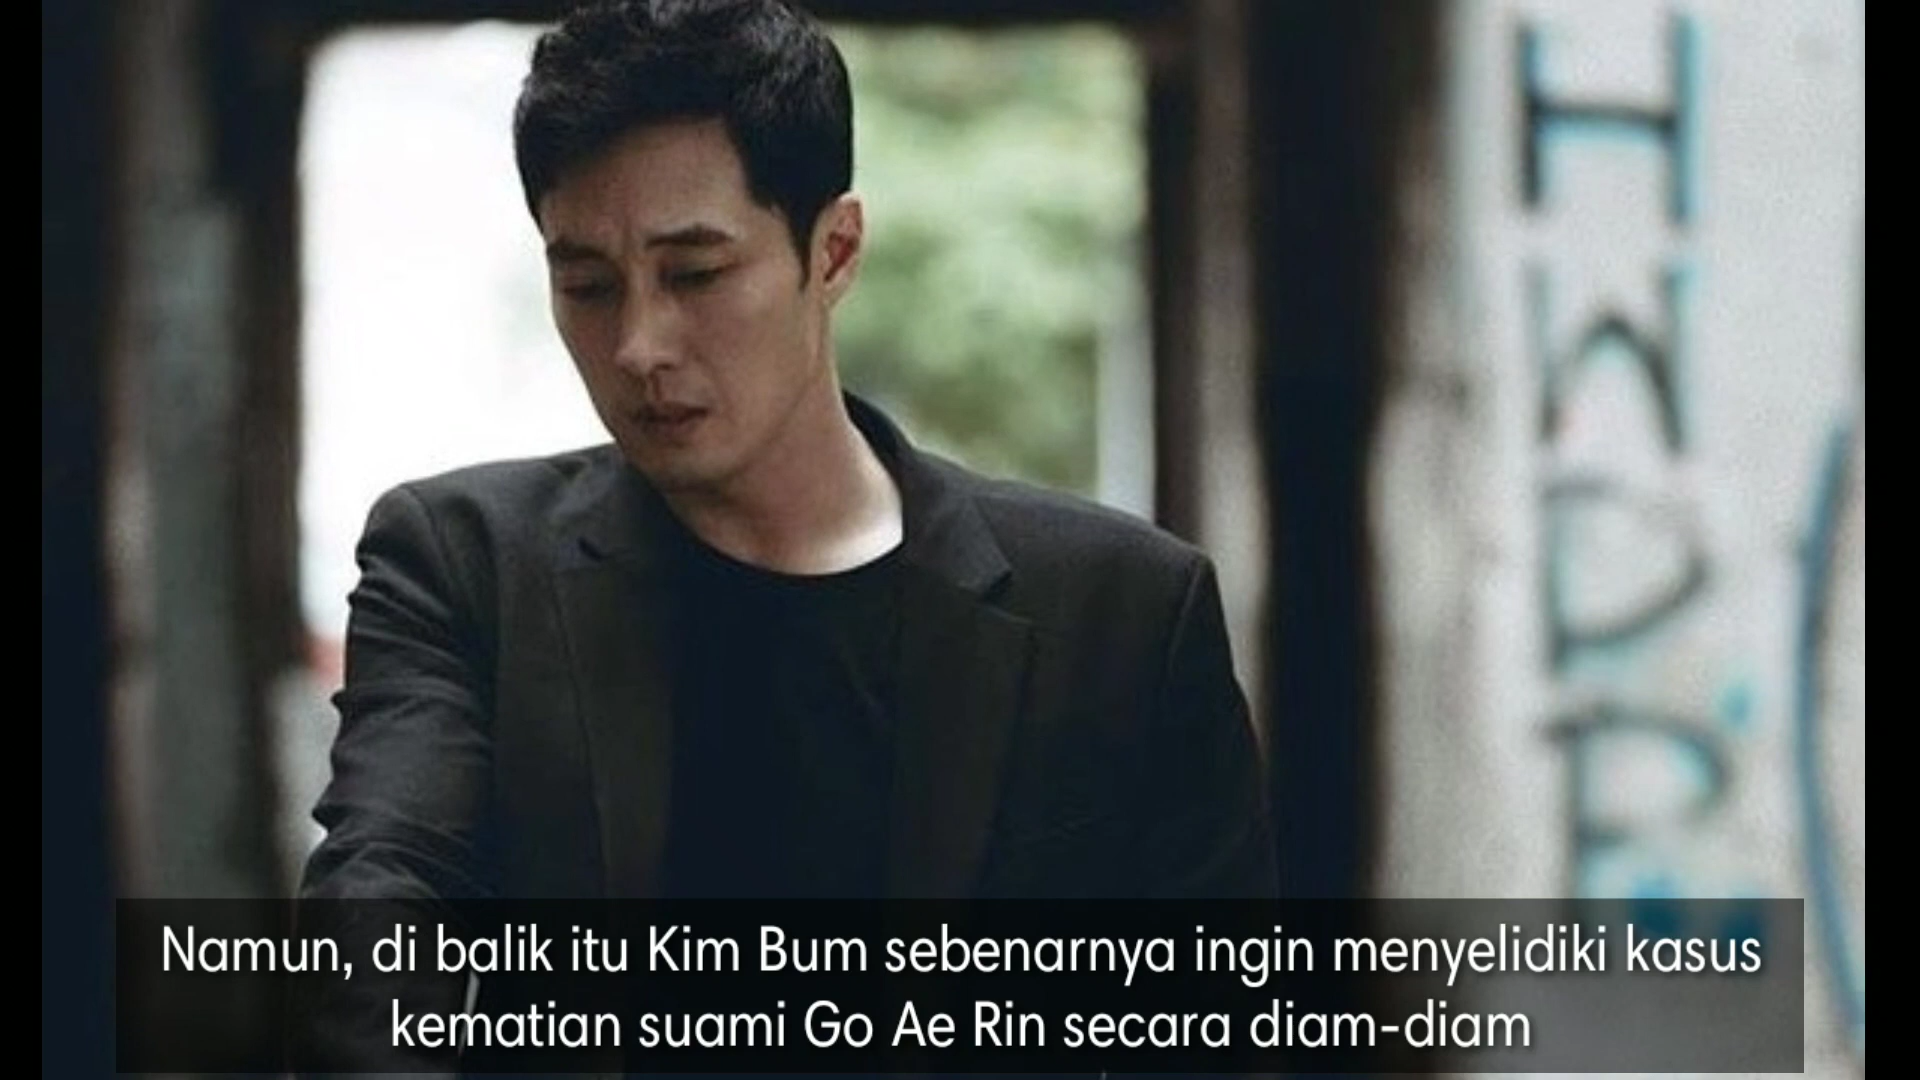 H
Namun, di balik itu Kim Bum sebenarnya ingin menyelidiki kasus
kematian suami Go Ae Rin secara diam-diam